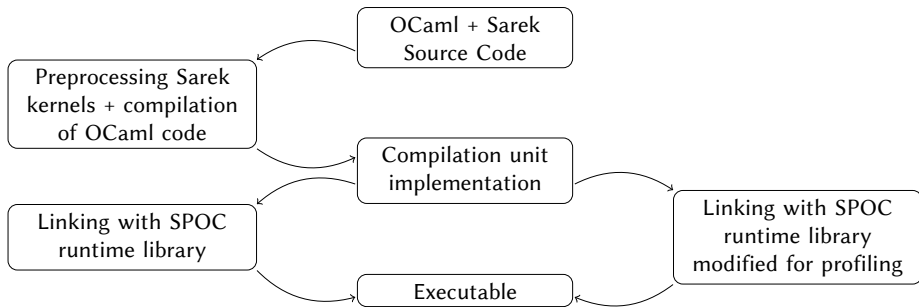 OCaml + Sarek
Source Code
Preprocessing Sarek
kernels + compilation
of OCaml code
Compilation unit
implementation
Linking with SPOC
runtime library
Linking with SPOC
runtime library
modified for profiling
Executable